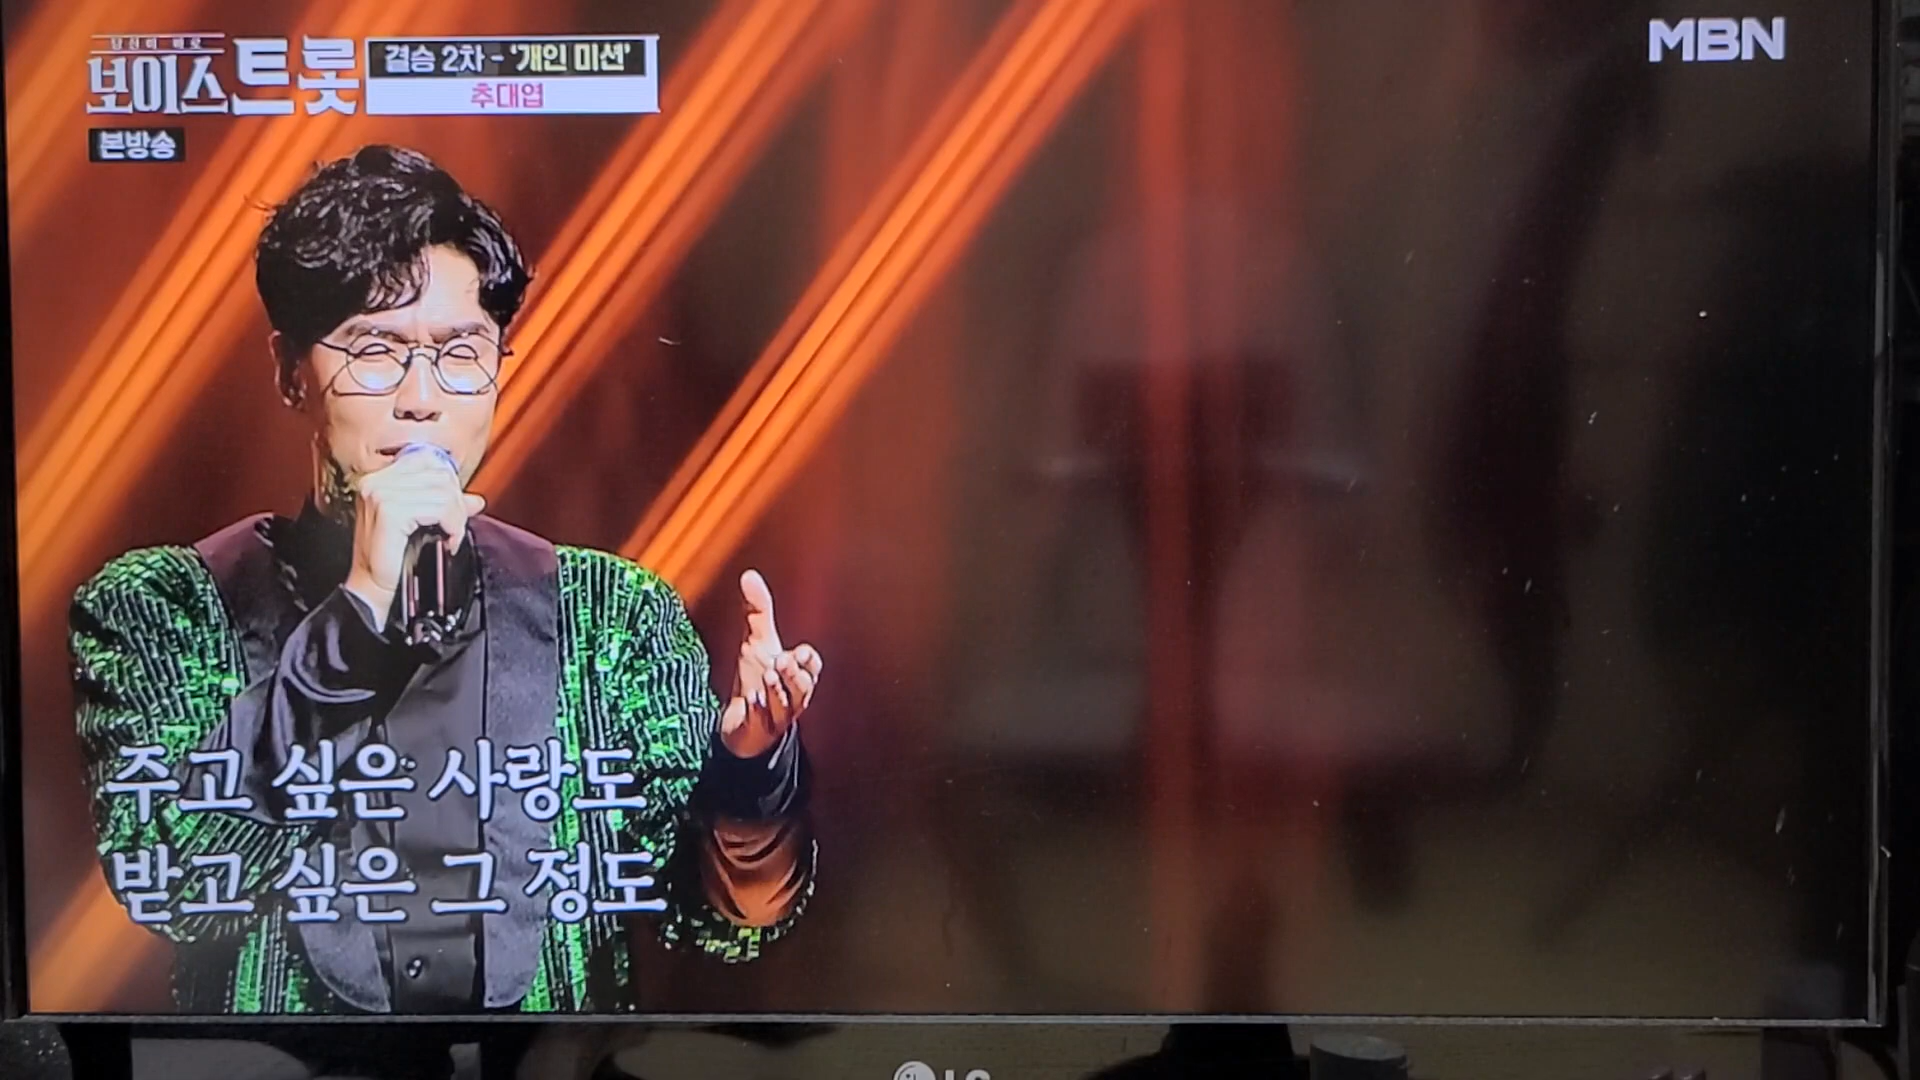 당신이 바로
보이스트롯
결승 2차 - '개인 미션'
추대엽
본방송
MBN
주고 싶은 사랑도
받고 싶은 그 정도
LG